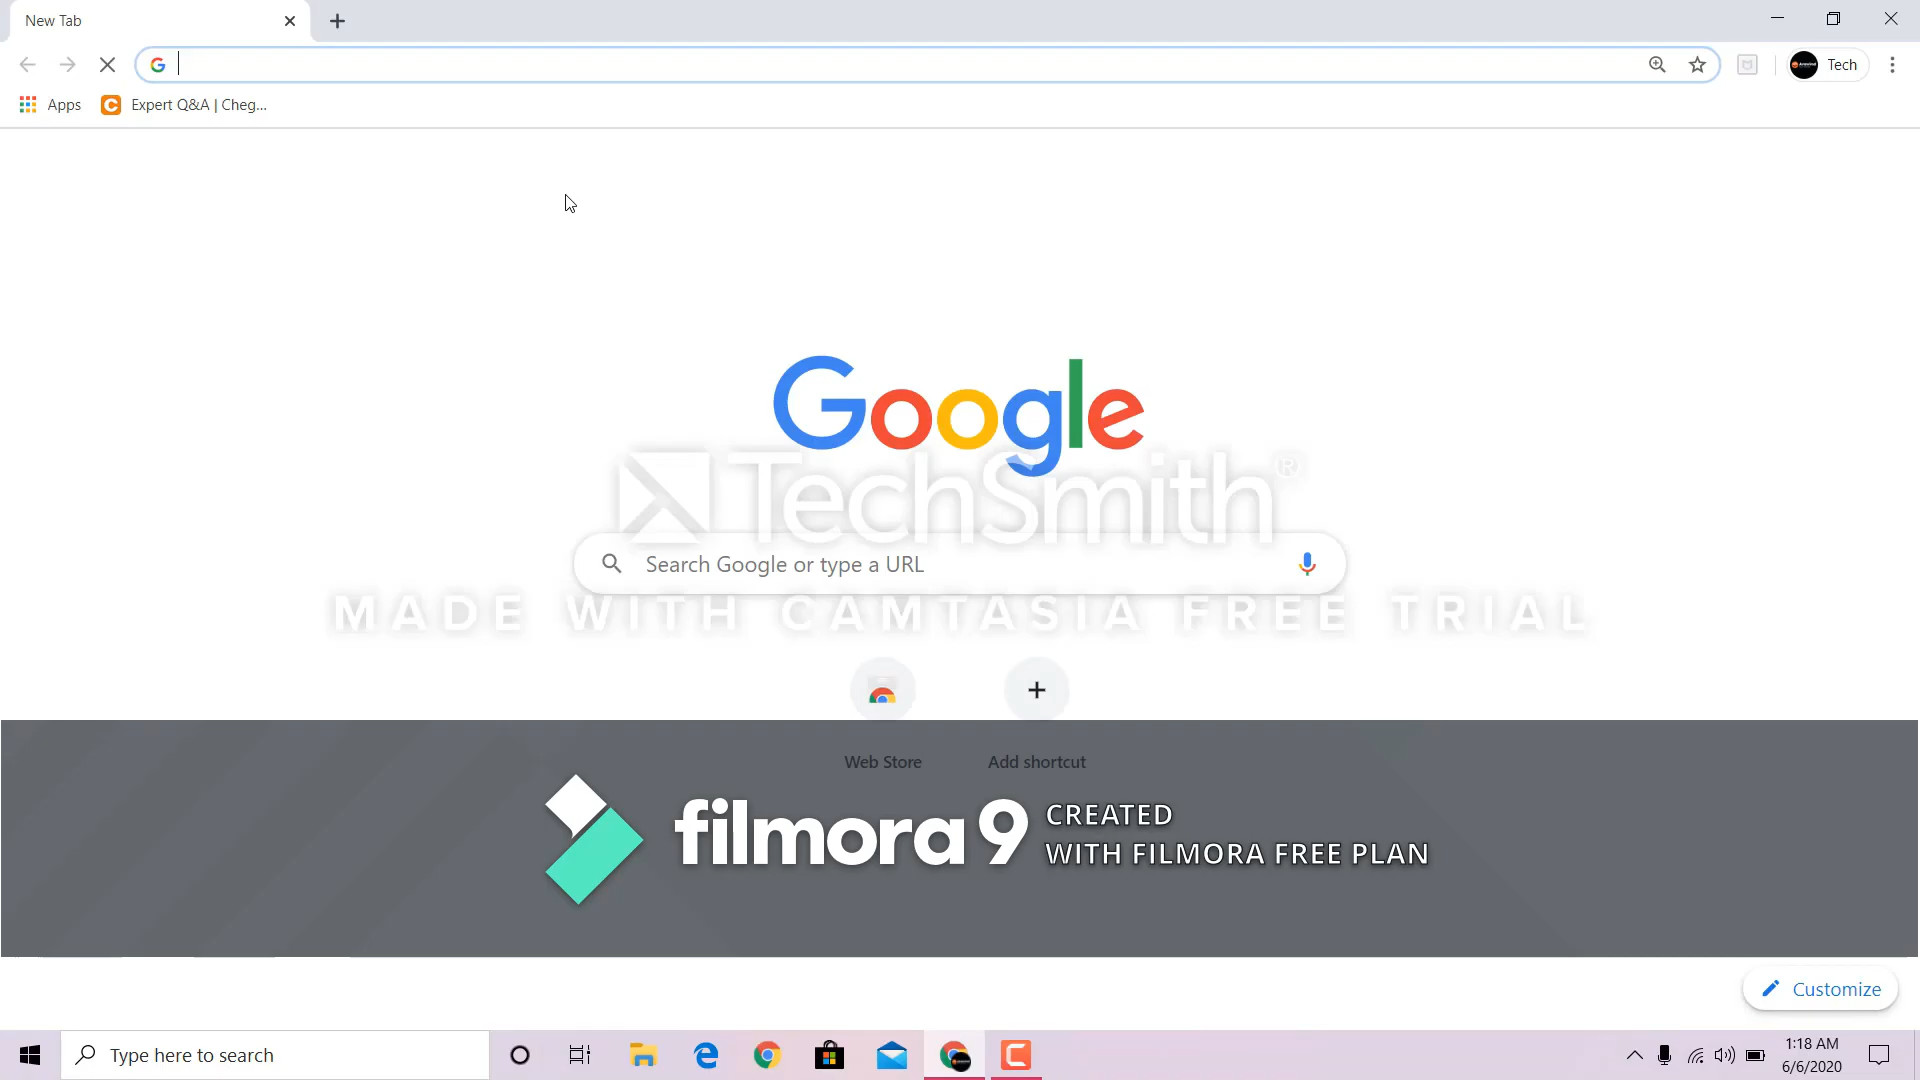 New Tab
Tech
Apps
Expert Q&A | Cheg...
Google
TechSmith®
Search Google or type a URL
MADE WITH CAMTASIA FREE TRIAL
Web Store
Add shortcut
filmora9
CREATED
WITH FILMORA FREE PLAN
Customize
Type here to search
1:18 AM
6/6/2020